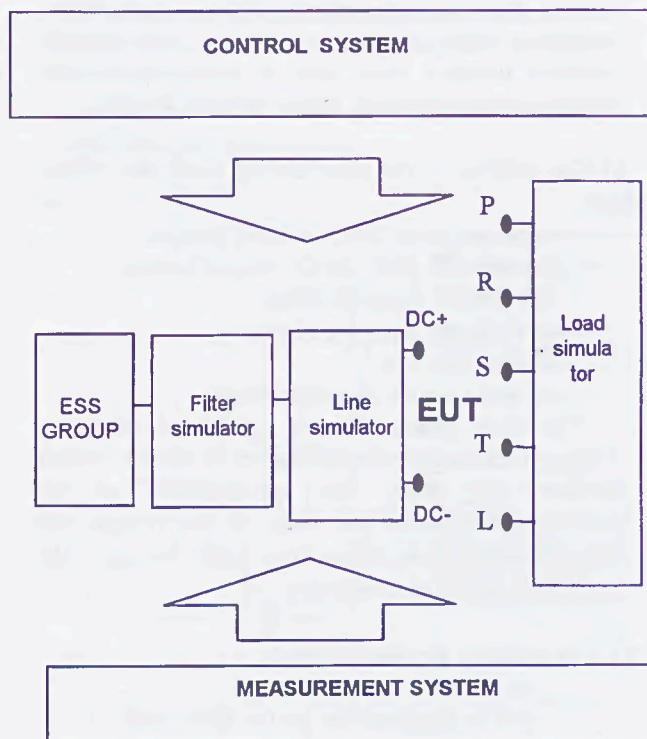 CONTROL SYSTEM
P
R
DC+
Load
simula
tor
S
ESS
GROUP
Filter
simulator
Line
simulator
EUT
T
DC-
L
MEASUREMENT SYSTEM